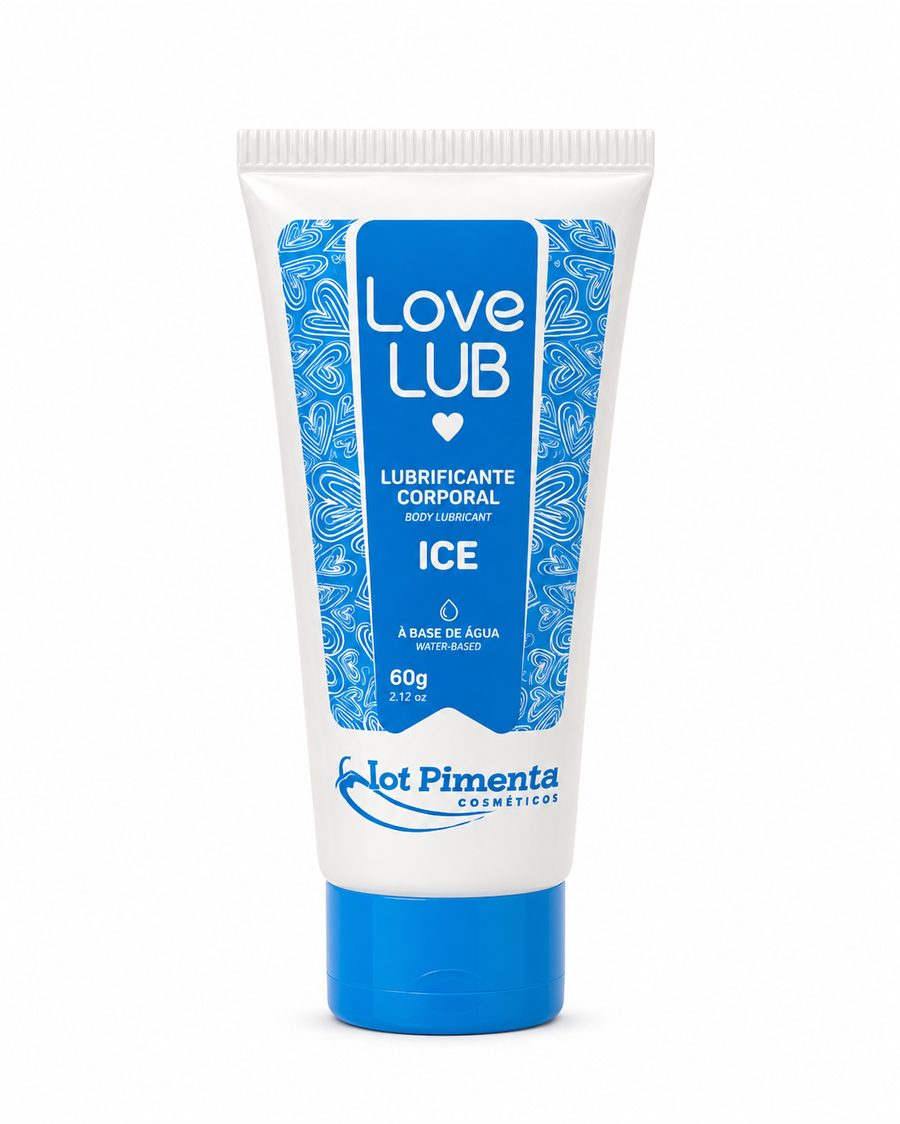 Love
LUB
LUBRIFICANTE
CORPORAL
BODY LUBRICANT
ICE
À BASE DE ÁGUA
WATER-BASED
60g
2.12 oz
Hot Pimenta
COSMÉTICOS